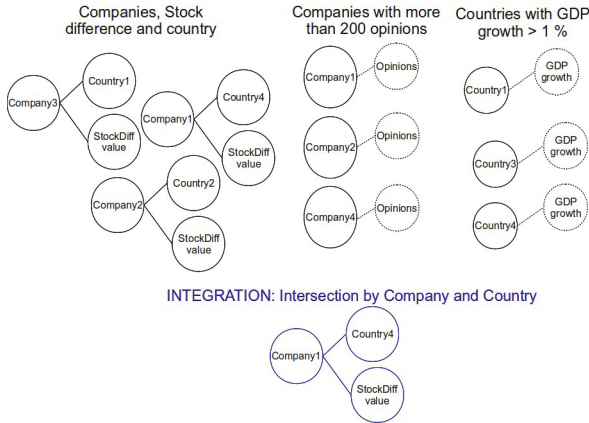 Companies, Stock
difference and country
Companies with more
than 200 opinions
Countries with GDP
growth > 1 %
Company3
Country1
StockDiff
value
Company1
Country4
StockDiff
value
Company2
Country2
StockDiff
value
Company1
Opinions
Company2
Opinions
Company4
Opinions
Country1
GDP
growth
Country3
GDP
growth
Country4
GDP
growth
INTEGRATION: Intersection by Company and Country
Company1
Country4
StockDiff
value